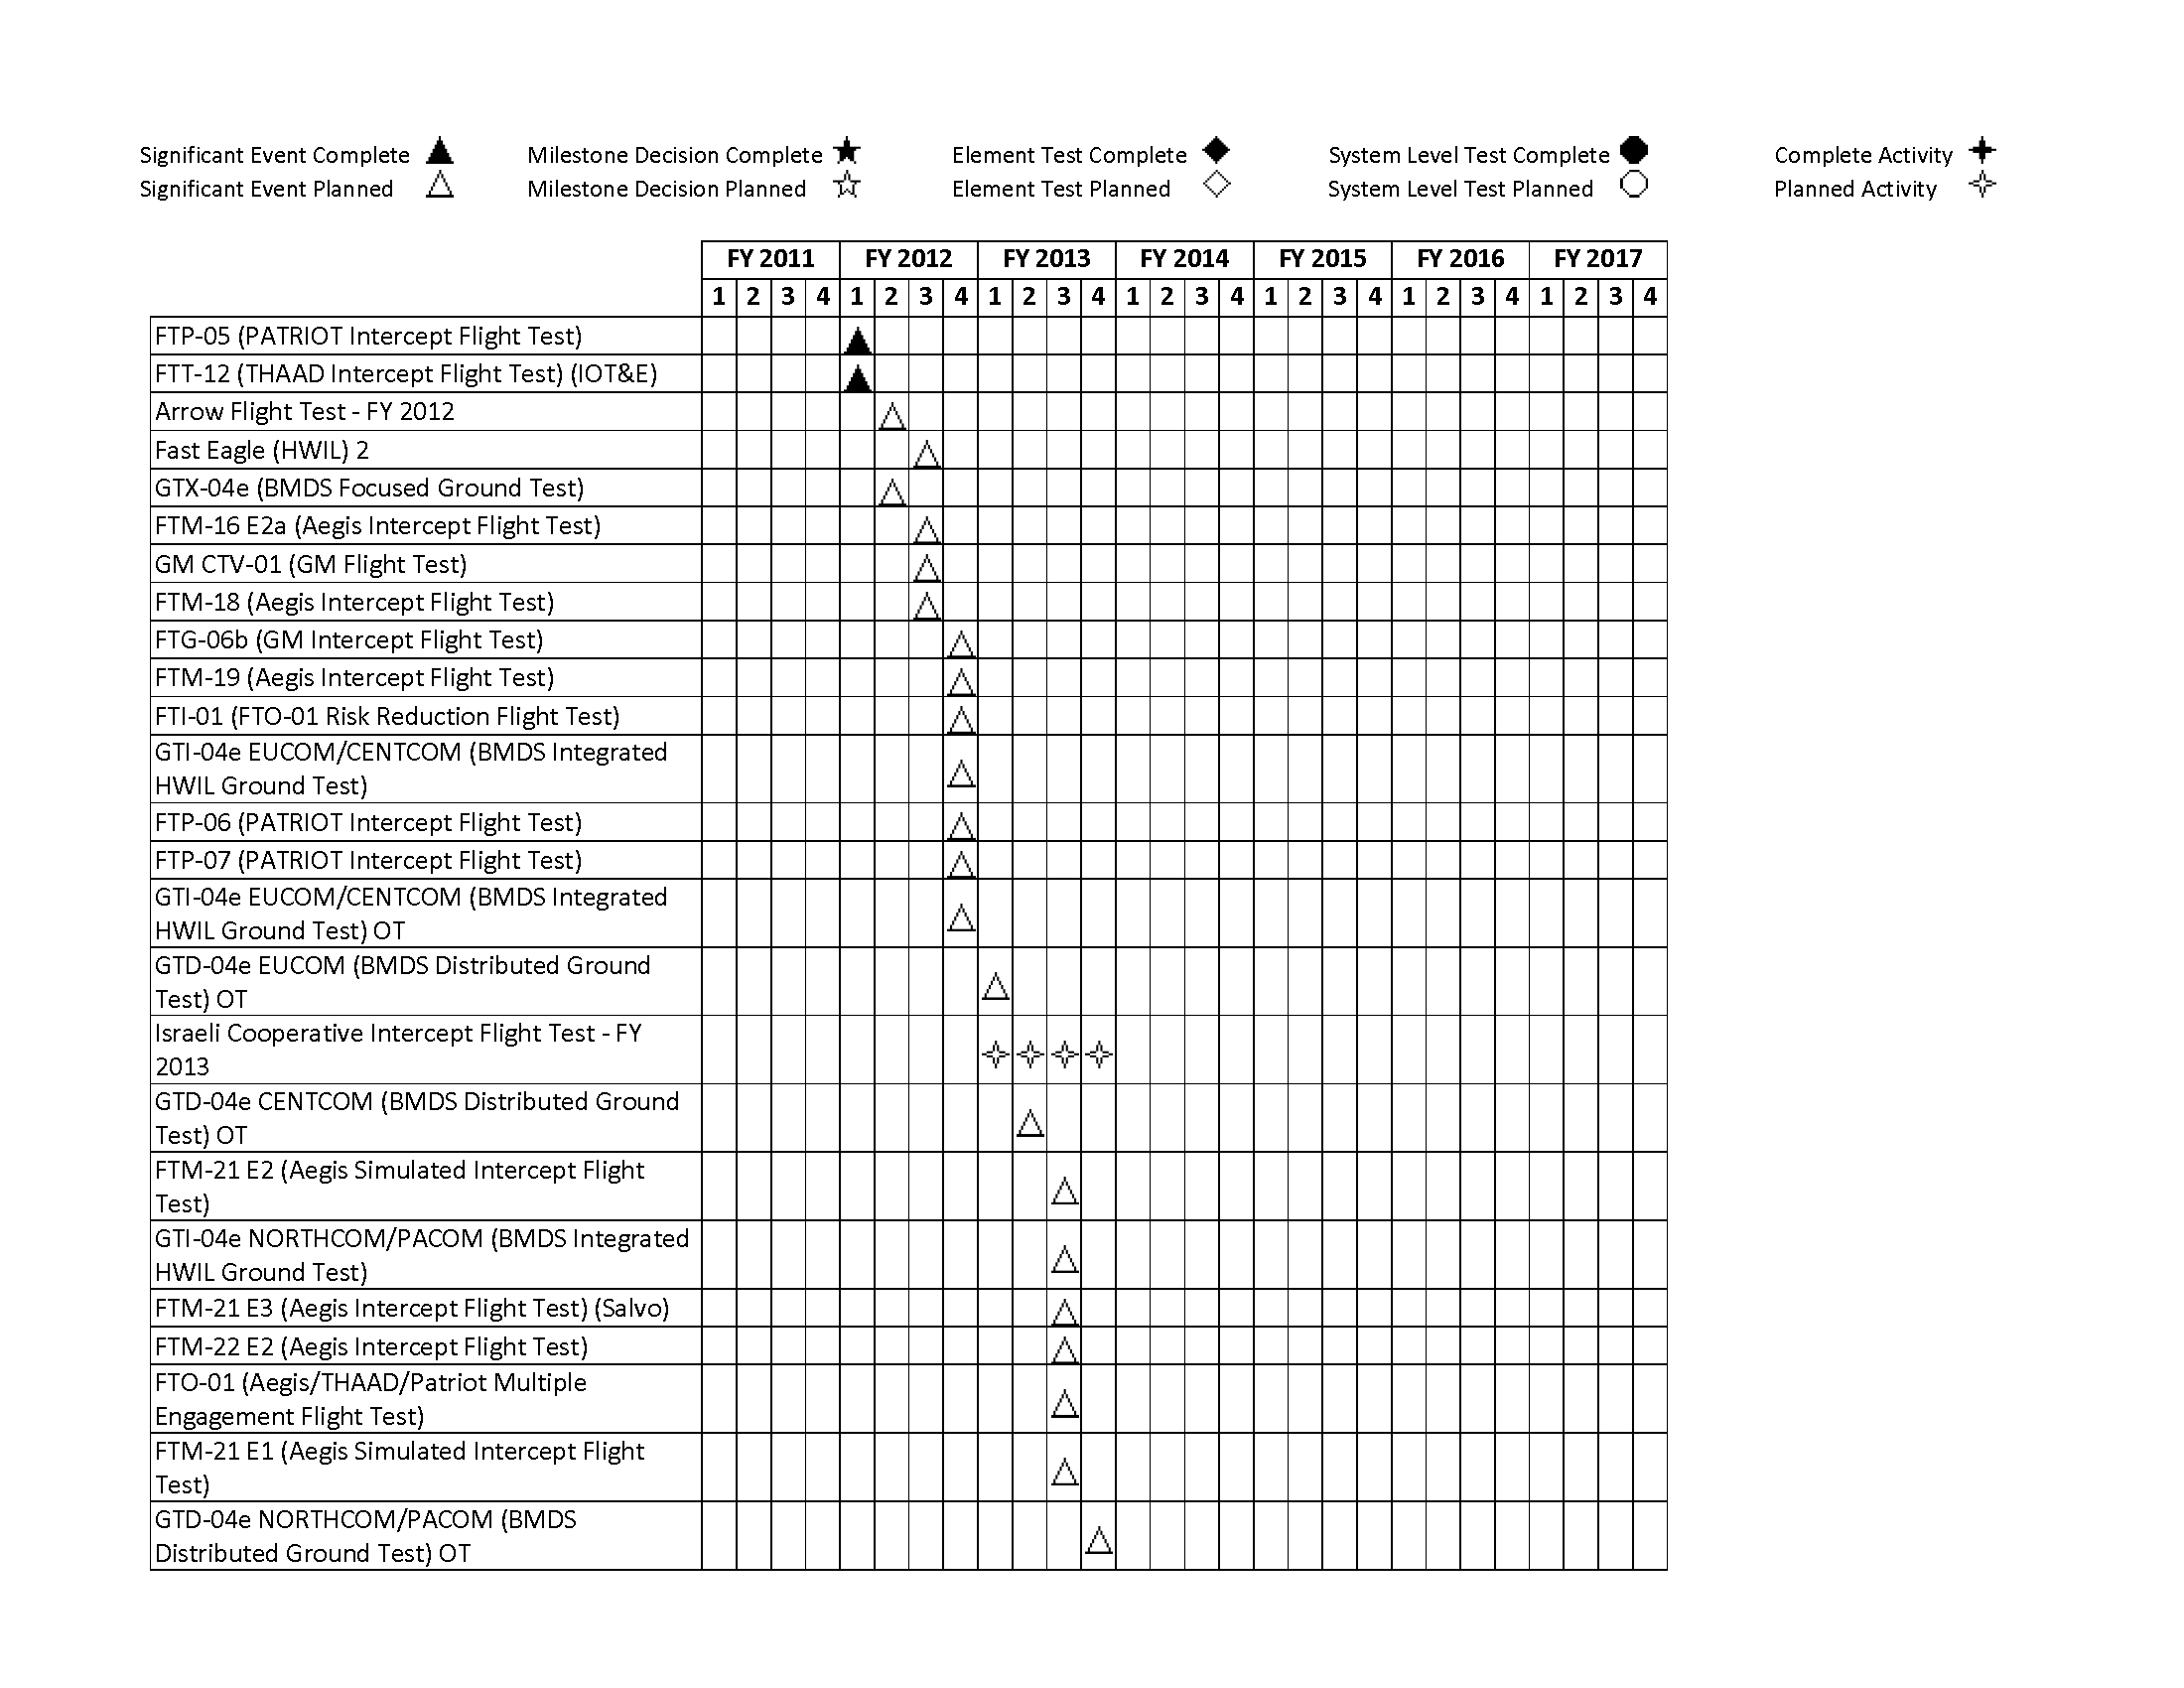 Significant Event Complete Milestone Decision Complete Element Test Complete System Level Test Complete Complete Activity
Significant Event Planned Milestone Decision Planned Element Test Planned System Level Test Planned Planned Activity
FY 2011 FY 2012 FY 2013 FY 2014 FY 2015 FY 2016 FY 2017
1 2 3 4 1 2 3 4 1 2 3 4 1 2 3 4 1 2 3 4 1 2 3 4 1 2 3 4
FTP-05 (PATRIOT Intercept Flight Test)
FTT-12 (THAAD Intercept Flight Test) (IOT&E)
Arrow Flight Test - FY 2012
Fast Eagle (HWIL) 2
GTX-04e (BMDS Focused Ground Test)
FTM-16 E2a (Aegis Intercept Flight Test)
GM CTV-01 (GM Flight Test)
FTM-18 (Aegis Intercept Flight Test)
FTG-06b (GM Intercept Flight Test)
FTM-19 (Aegis Intercept Flight Test)
FTI-01 (FTO-01 Risk Reduction Flight Test)
GTI-04e EUCOM/CENTCOM (BMDS Integrated
HWIL Ground Test)
FTP-06 (PATRIOT Intercept Flight Test)
FTP-07 (PATRIOT Intercept Flight Test)
GTI-04e EUCOM/CENTCOM (BMDS Integrated
HWIL Ground Test) OT
GTD-04e EUCOM (BMDS Distributed Ground
Test) OT
Israeli Cooperative Intercept Flight Test - FY
2013
GTD-04e CENTCOM (BMDS Distributed Ground
Test) OT
FTM-21 E2 (Aegis Simulated Intercept Flight
Test)
GTI-04e NORTHCOM/PACOM (BMDS Integrated
HWIL Ground Test)
FTM-21 E3 (Aegis Intercept Flight Test) (Salvo)
FTM-22 E2 (Aegis Intercept Flight Test)
FTO-01 (Aegis/THAAD/Patriot Multiple
Engagement Flight Test)
FTM-21 E1 (Aegis Simulated Intercept Flight
Test)
GTD-04e NORTHCOM/PACOM (BMDS
Distributed Ground Test) OT